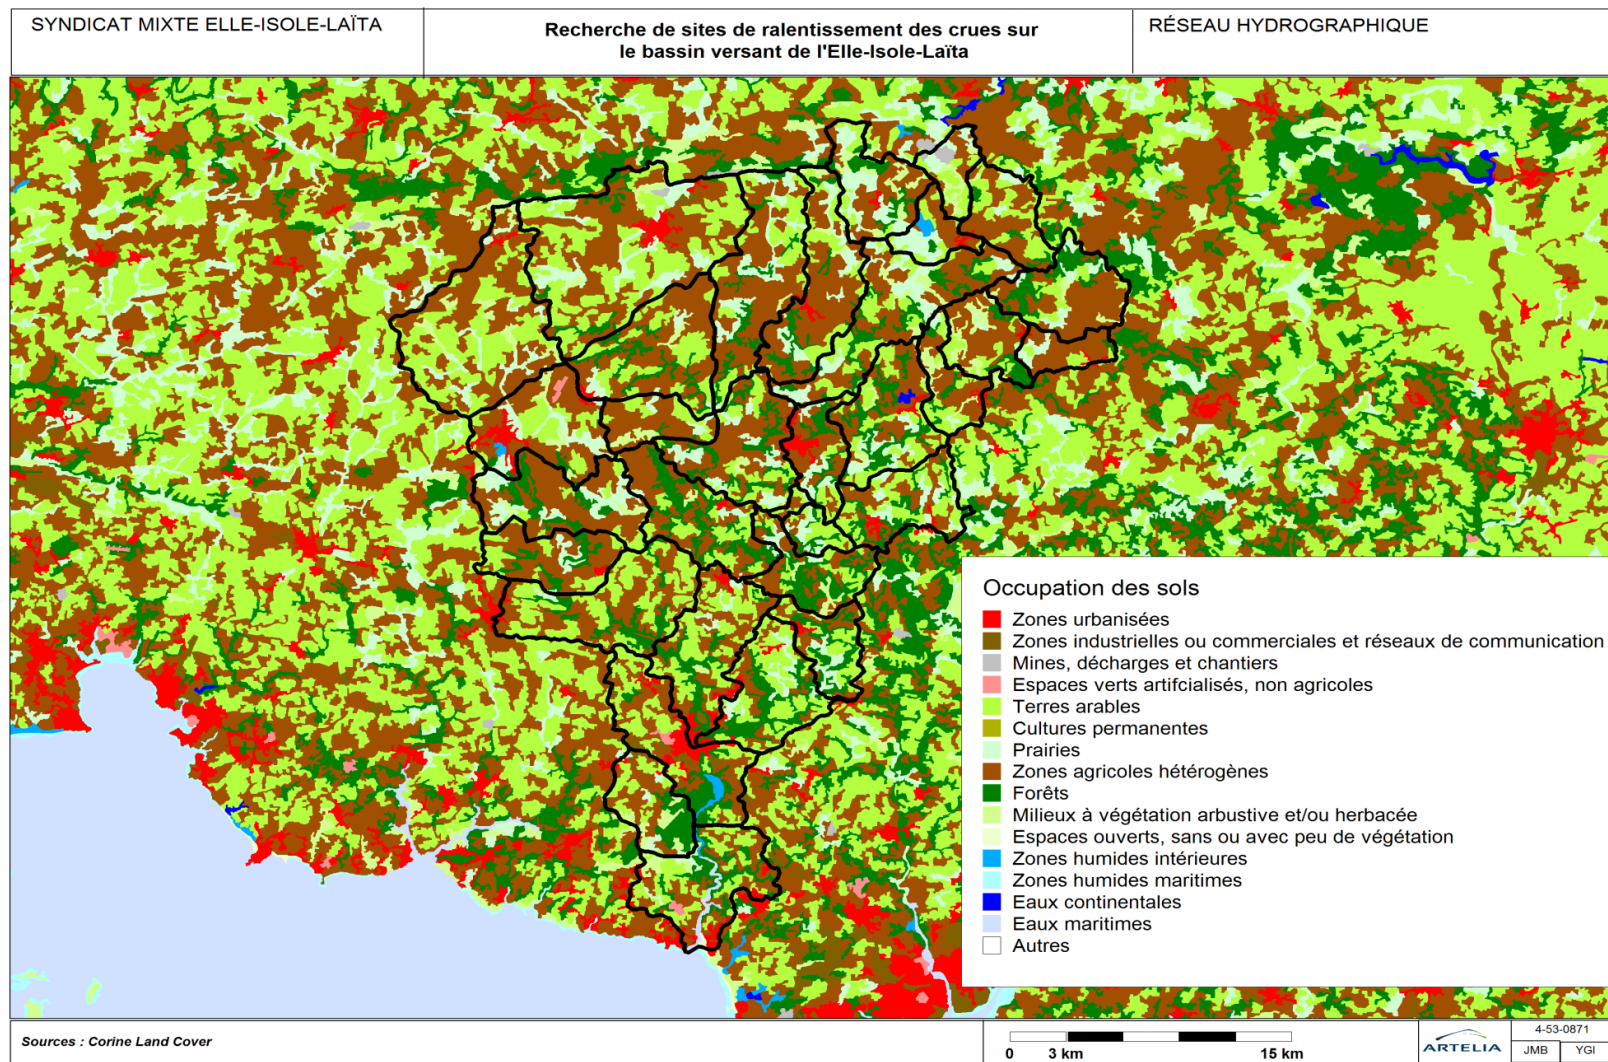 SYNDICAT MIXTE ELLE-ISOLE-LAÏTA
Recherche de sites de ralentissement des crues sur
le bassin versant de l'Elle-Isole-Laïta
RÉSEAU HYDROGRAPHIQUE
Occupation des sols
Zones urbanisées
Zones industrielles ou commerciales et réseaux de communication
Mines, décharges et chantiers
Espaces verts artifcialisés, non agricoles
Terres arables
Cultures permanentes
Prairies
Zones agricoles hétérogènes
Forêts
Milieux à végétation arbustive et/ou herbacée
Espaces ouverts, sans ou avec peu de végétation
Zones humides intérieures
Zones humides maritimes
Eaux continentales
Eaux maritimes
Autres
Sources : Corine Land Cover
0 3 km 15 km
ARTELIA
4-53-0871
JMB YGI